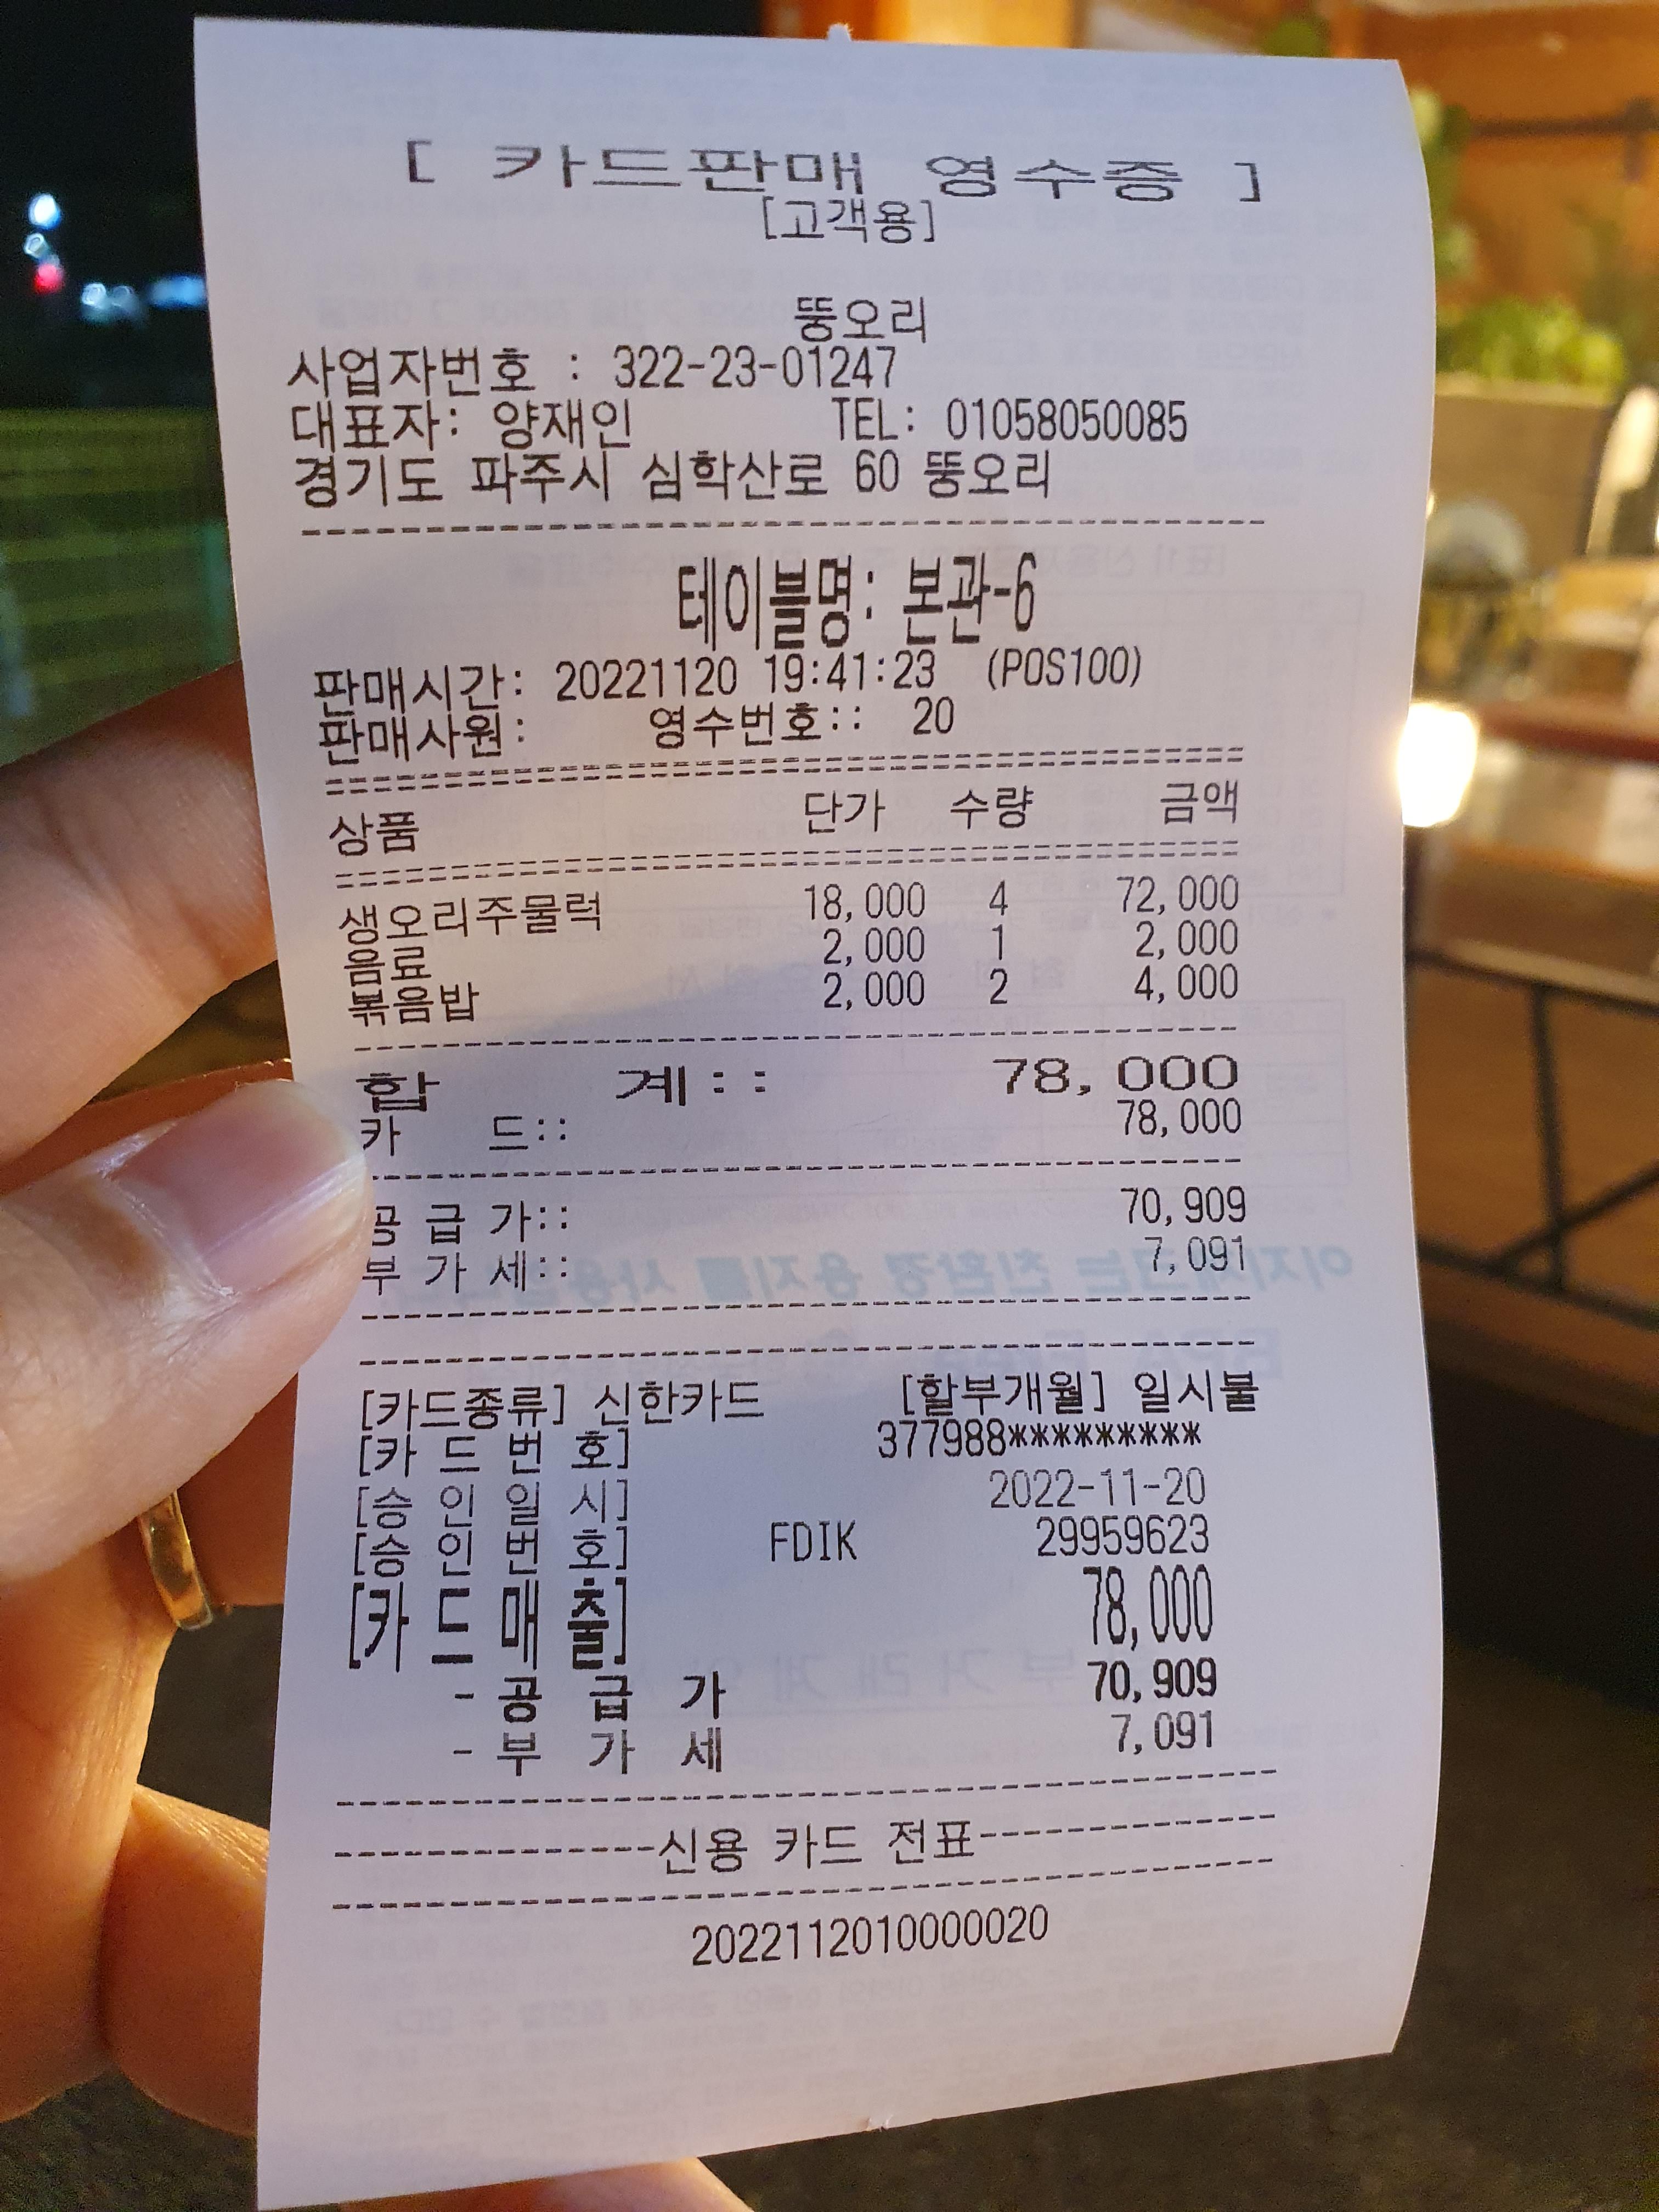 [ 카드판매 영수증 ]
[고객용]
뚱오리
사업자번호 : 322-23-01247
대표자: 양재인 TEL: 01058050085
경기도 파주시 심학산로 60 뚱오리
테이블명: 본관-6
판매시간: 20221120 19:41:23 (POS100)
판매사원: 영수번호:: 20
상품 단가 수량 금액
생오리주물럭 18,000 4 72,000
음료 2,000 1 2,000
볶음밥 2,000 2 4,000
합 계:: 78,000
카 드:: 78,000
공 급 가:: 70,909
부 가 세:: 7,091
[카드종류] 신한카드 [할부개월] 일시불
[카 드 번 호] 377988*********
[승 인 일 시] 2022-11-20
[승 인 번 호] FDIK 29959623
[카 드 매 출] 78,000
- 공 급 가 70,909
- 부 가 세 7,091
--------------신용 카드 전표--------------
2022112010000020